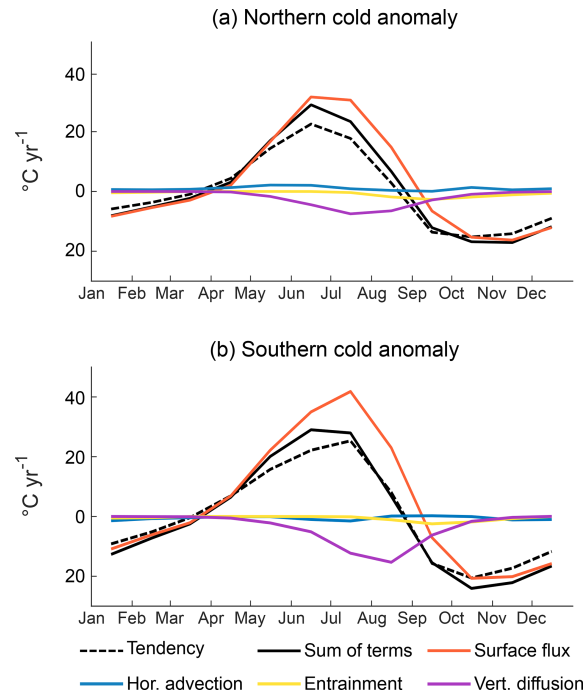 (a) Northern cold anomaly
40
20
0
20
°C yr-1
Jan Feb Mar Apr May Jun Jul Aug Sep Oct Nov Dec
(b) Southern cold anomaly
40
20
0
20
°C yr-1
Jan Feb Mar Apr May Jun Jul Aug Sep Oct Nov Dec
Tendency Sum of terms Surface flux
Hor. advection Entrainment Vert. diffusion